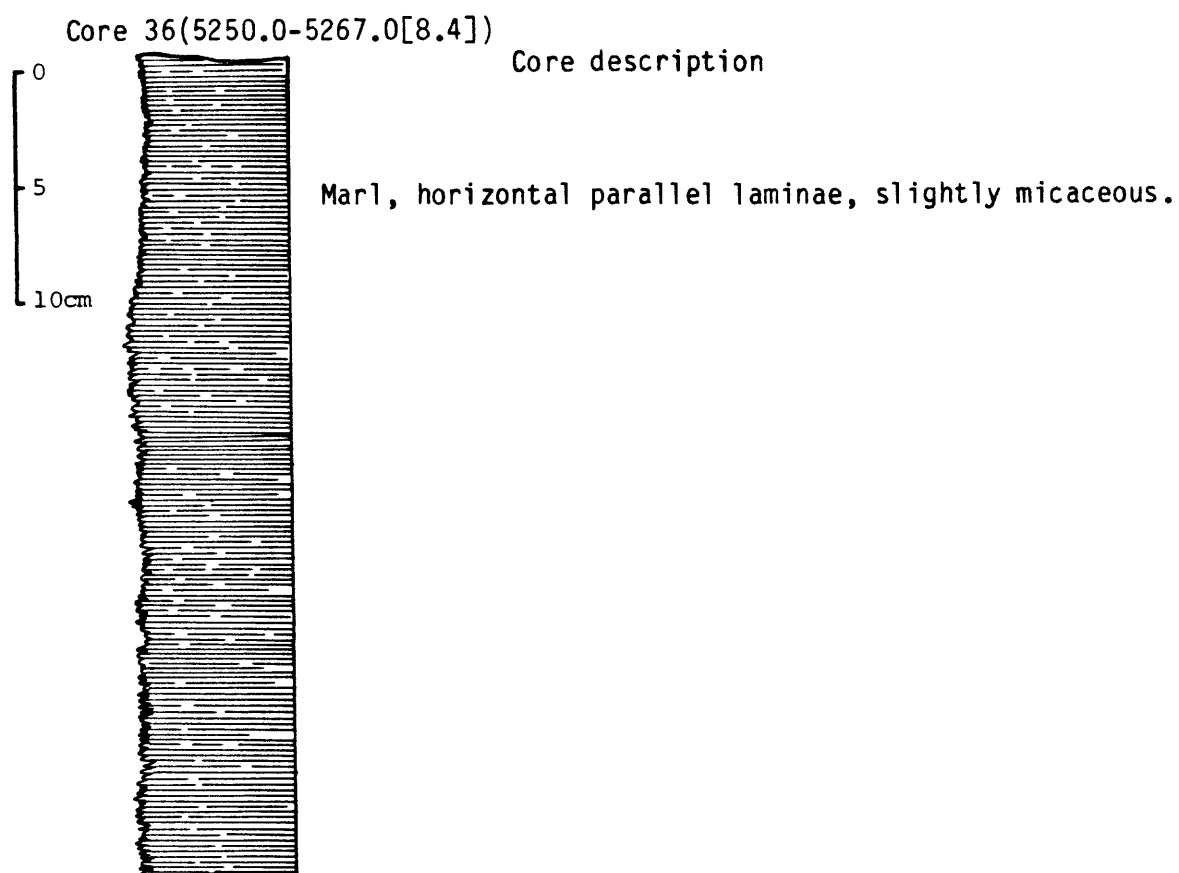 Core 36(5250.0-5267.0[8.4])
Core description
0
5
Marl, horizontal parallel laminae, slightly micaceous.
10cm